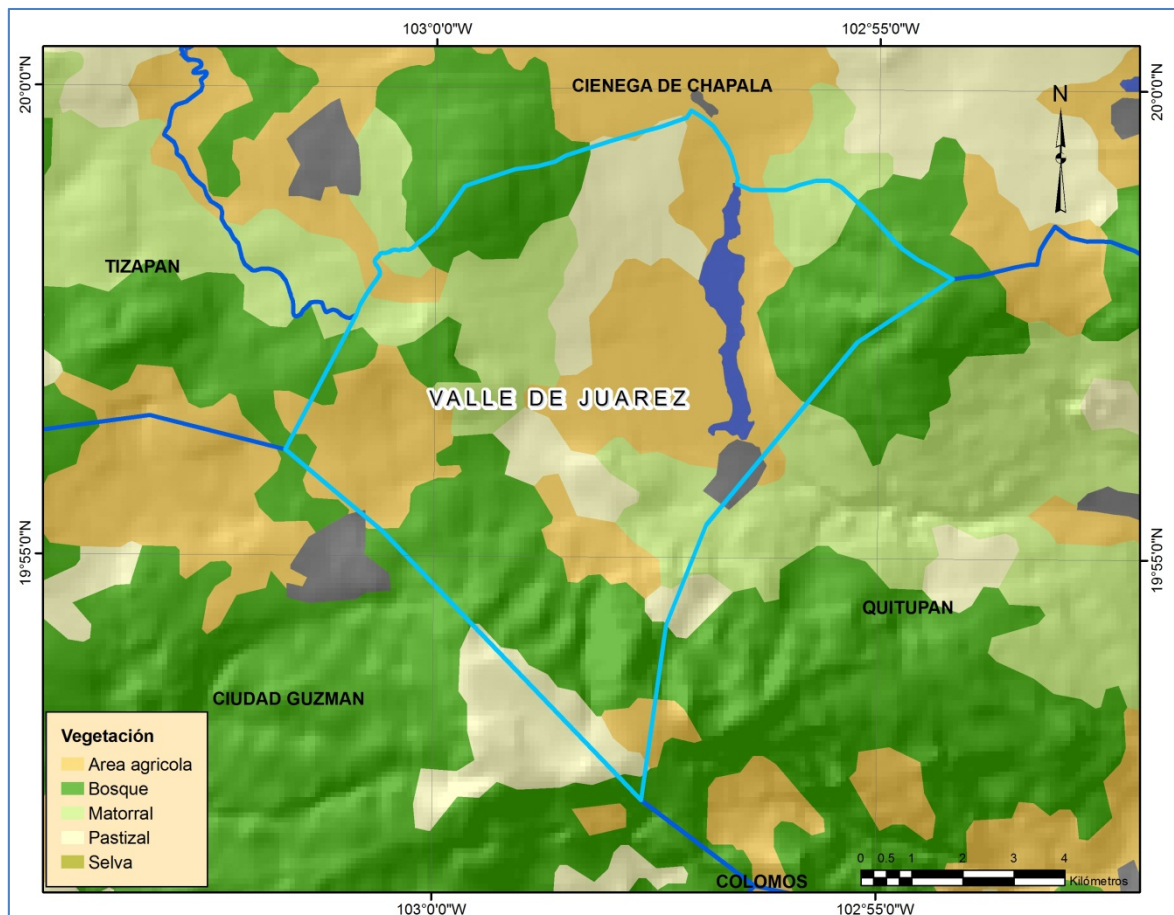 103°0'0"W
102°55'0"W
20°0'0"N
CIENEGA DE CHAPALA
20°0'0"N
N
TIZAPAN
VALLE DE JUAREZ
19°55'0"N
19°55'0"N
QUITUPAN
CIUDAD GUZMAN
Vegetación
Area agricola
Bosque
Matorral
Pastizal
Selva
0 0.5 1 2 3 4
Kilómetros
COLOMOS
103°0'0"W
102°55'0"W